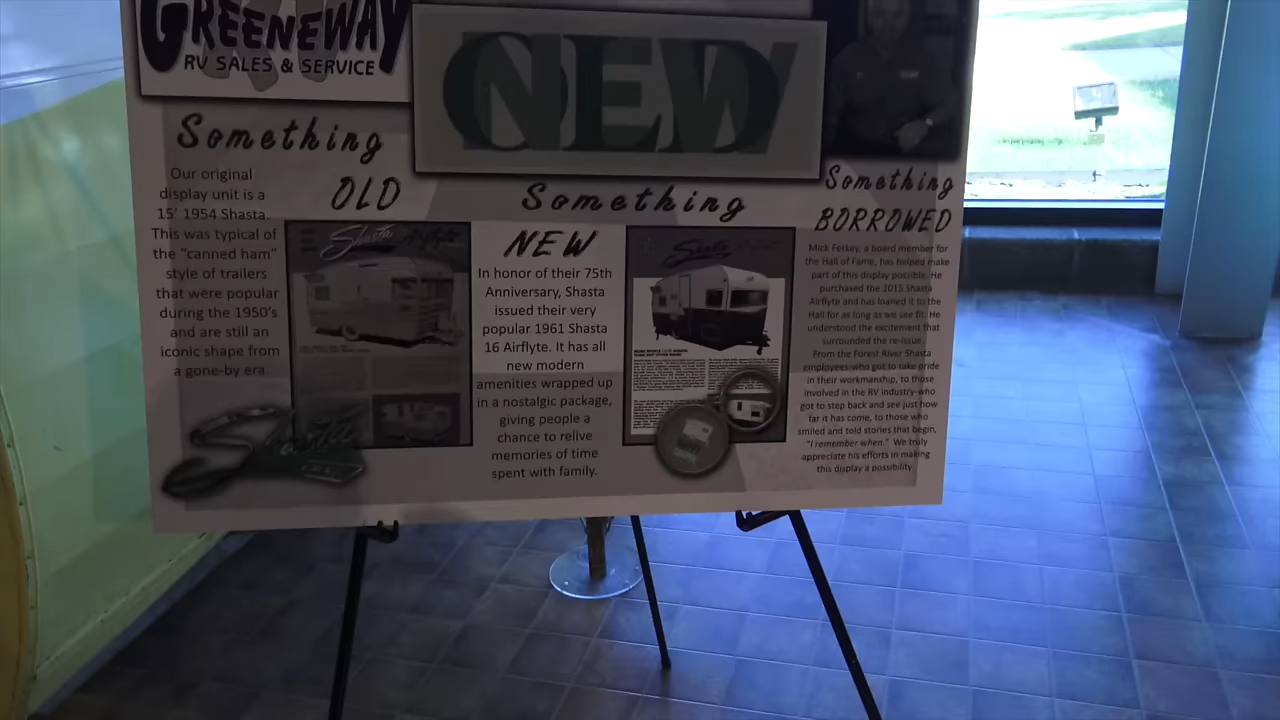 GREENEWAY
RV SALES & SERVICE
OLD
NEW
Something
OLD
Our original
display unit is a
15' 1954 Shasta.
This was typical of
the "canned ham"
style of trailers
that were popular
during the 1950's
and are still an
iconic shape from
a gone-by era.
Shasta Airflyte
Shasta
Something
NEW
In honor of their 75th
Anniversary, Shasta
issued their very
popular 1961 Shasta
16 Airflyte. It has all
new modern
amenities wrapped up
in a nostalgic package,
giving people a
chance to relive
memories of time
spent with family.
Shasta
Something
BORROWED
Mick Ferkey, a board member for
the Hall of Fame, has helped make
part of this display possible. He
purchased the 2015 Shasta
Airflyte and has loaned it to the
Hall for as long as we see fit. He
understood the excitement that
surrounded the re-issue.
From the Forest River Shasta
employees-who got to take pride
in their workmanship, to those
involved in the RV industry-who
got to step back and see just how
far it has come, to those who
smiled and told stories that begin,
"I remember when." We truly
appreciate his efforts in making
this display a possibility